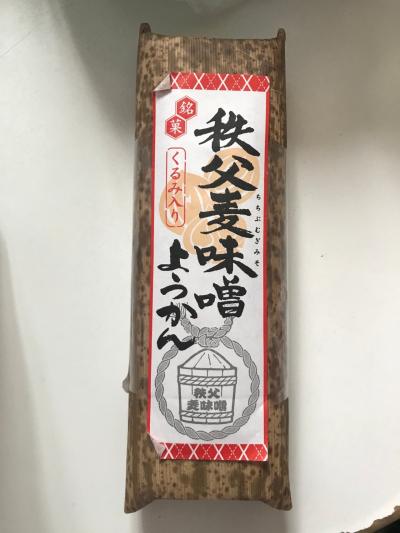 銘菓
秩父麦味噌
ちちぶむぎみそ
ようかん
くるみ入り
秩父
麦味噌